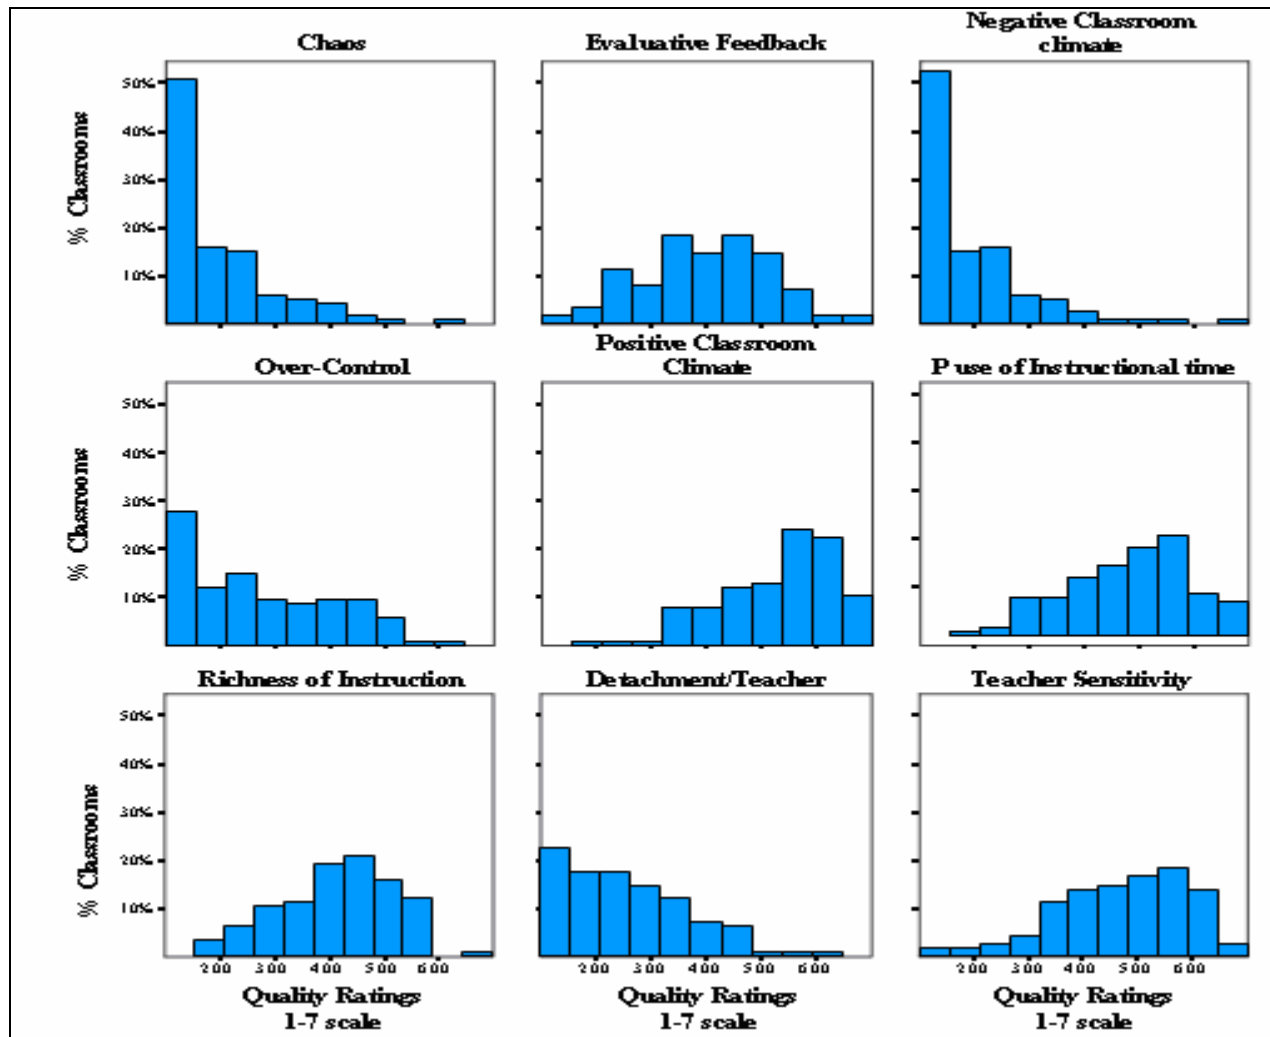 Chaos
Evaluative Feedback
Negative Classroom
climate
% Classrooms
50%
40%
30%
20%
10%
Over-Control
Positive Classroom
Climate
P use of Instructional time
% Classrooms
50%
40%
30%
20%
10%
Richness of Instruction
Detachment/Teacher
Teacher Sensitivity
% Classrooms
50%
40%
30%
20%
10%
200 300 400 500 600
200 300 400 500 600
200 300 400 500 600
Quality Ratings
1-7 scale
Quality Ratings
1-7 scale
Quality Ratings
1-7 scale